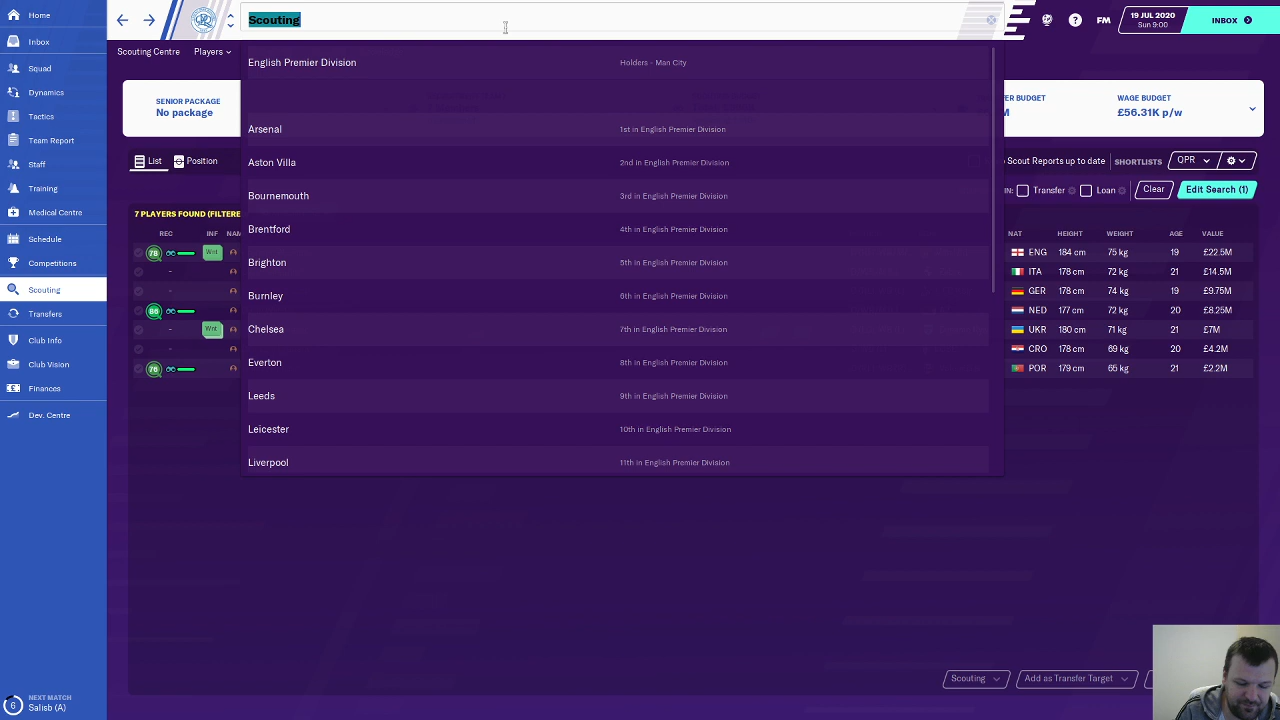 Home
Scouting
FM
19 JUL 2020
Sun 9:00
INBOX
Inbox
Squad
Dynamics
Tactics
Team Report
Staff
Training
Medical Centre
Schedule
Competitions
Scouting
Transfers
Club Info
Club Vision
Finances
Dev. Centre
NEXT MATCH
6 Salisb (A)
Scouting Centre Players
SENIOR PACKAGE
No package
WAGE BUDGET
£56.31K p/w
List Position
Scout Reports up to date SHORTLISTS QPR
Transfer Loan Clear Edit Search (1)
7 PLAYERS FOUND (FILTERE
REC INF NAM
78 Wnt
-
-
86
- Wnt
-
76
English Premier Division Holders - Man City
Arsenal 1st in English Premier Division
Aston Villa 2nd in English Premier Division
Bournemouth 3rd in English Premier Division
Brentford 4th in English Premier Division
Brighton 5th in English Premier Division
Burnley 6th in English Premier Division
Chelsea 7th in English Premier Division
Everton 8th in English Premier Division
Leeds 9th in English Premier Division
Leicester 10th in English Premier Division
Liverpool 11th in English Premier Division
NAT HEIGHT WEIGHT AGE VALUE
ENG 184 cm 75 kg 19 £22.5M
ITA 178 cm 72 kg 21 £14.5M
GER 178 cm 74 kg 19 £9.75M
NED 177 cm 72 kg 20 £8.25M
UKR 180 cm 71 kg 21 £7M
CRO 178 cm 69 kg 20 £4.2M
POR 179 cm 65 kg 21 £2.2M
Scouting Add as Transfer Target